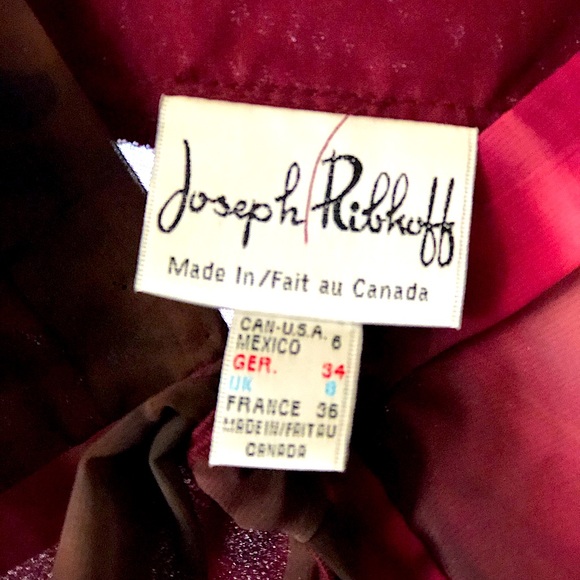 Joseph Ribkoff
Made In/Fait au Canada
CAN-U.S.A. 6
MEXICO
GER. 34
UK 8
FRANCE 36
MADE IN/FAIT AU
CANADA